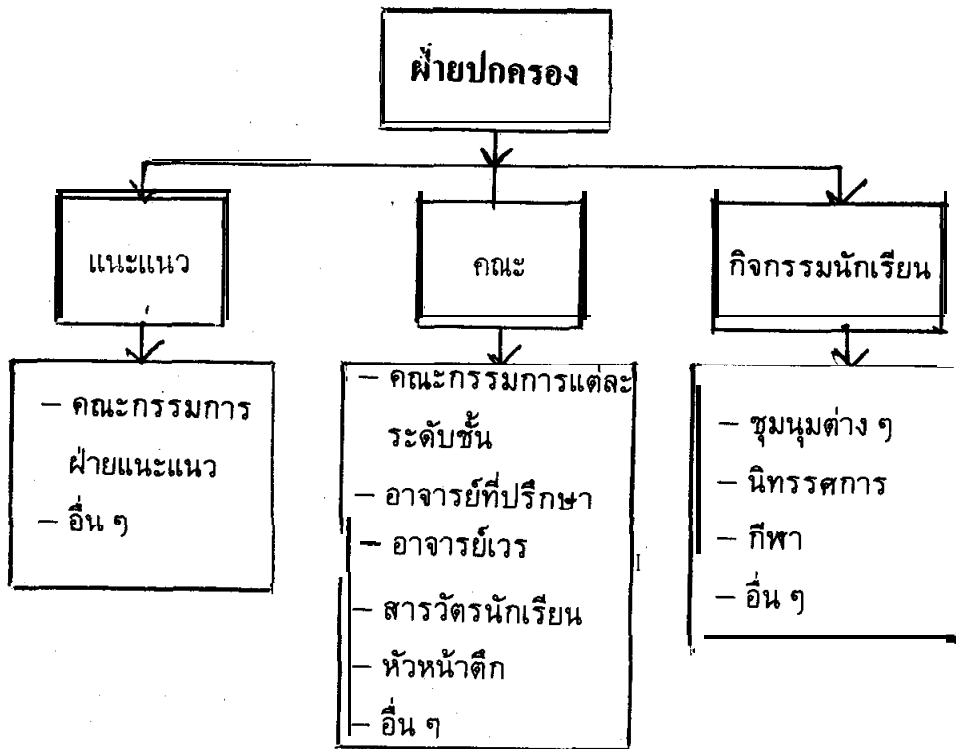 ฝ่ายปกครอง
แนะแนว
คณะ
กิจกรรมนักเรียน
– คณะกรรมการ
ฝ่ายแนะแนว
– อื่น ๆ
– คณะกรรมการแต่ละ
ระดับชั้น
– อาจารย์ที่ปรึกษา
– อาจารย์เวร
– สารวัตรนักเรียน
– หัวหน้าตึก
– อื่น ๆ
– ชุมนุมต่าง ๆ
– นิทรรศการ
– กีฬา
– อื่น ๆ